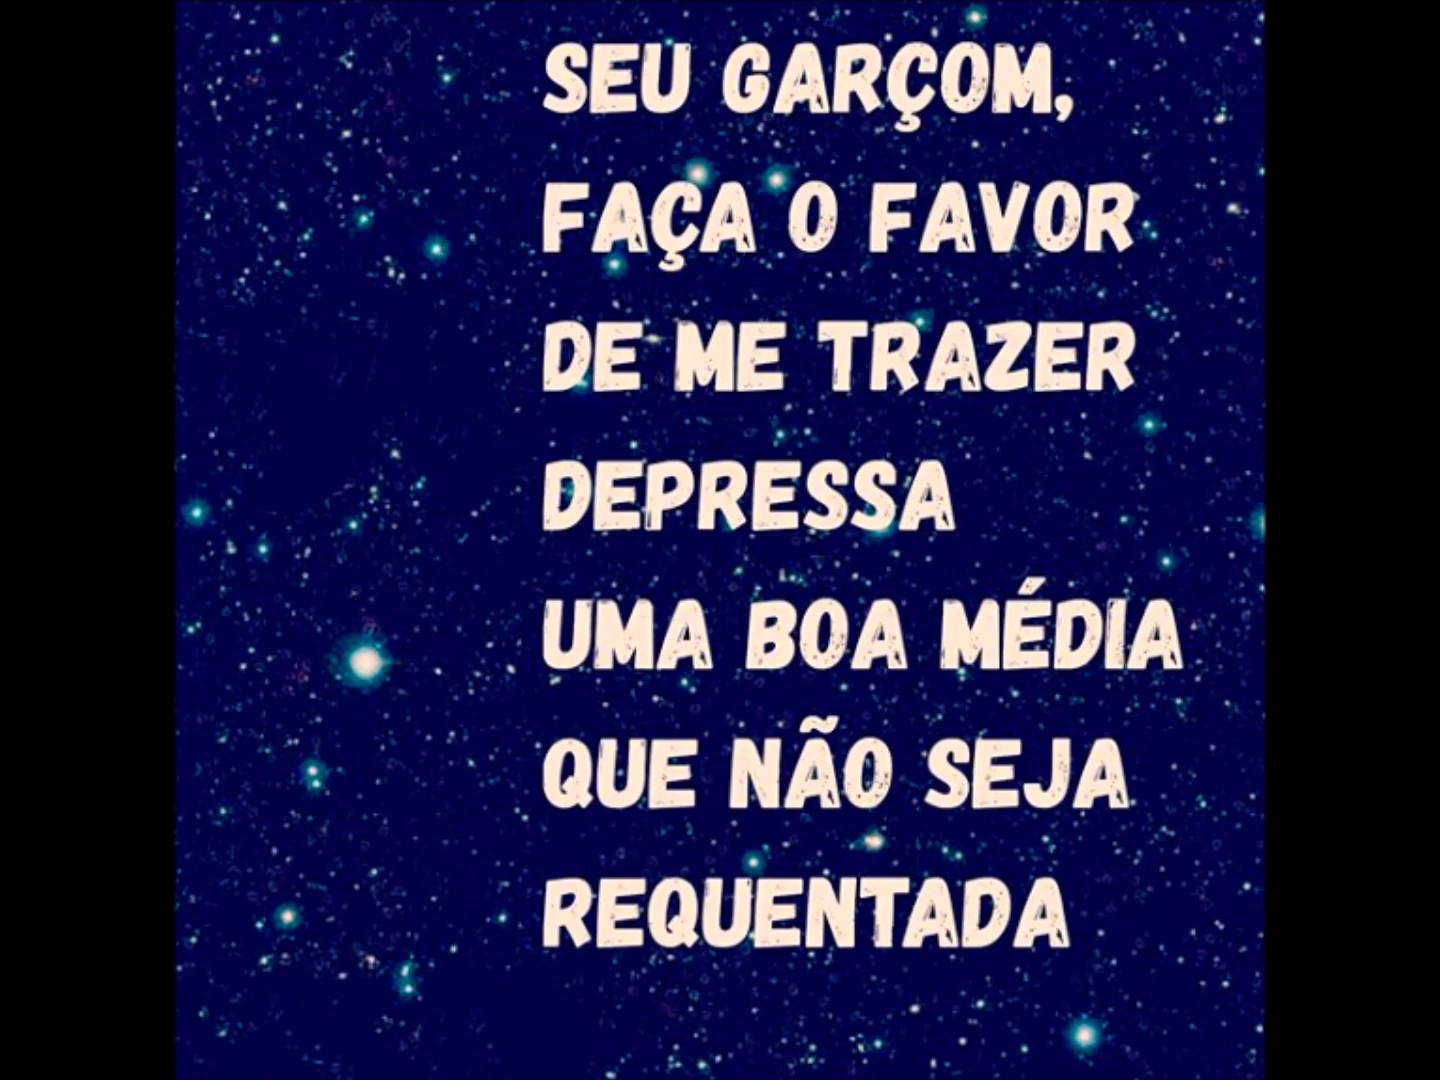 SEU GARÇOM,
FAÇA O FAVOR
DE ME TRAZER
DEPRESSA
UMA BOA MÉDIA
QUE NÃO SEJA
REQUENTADA